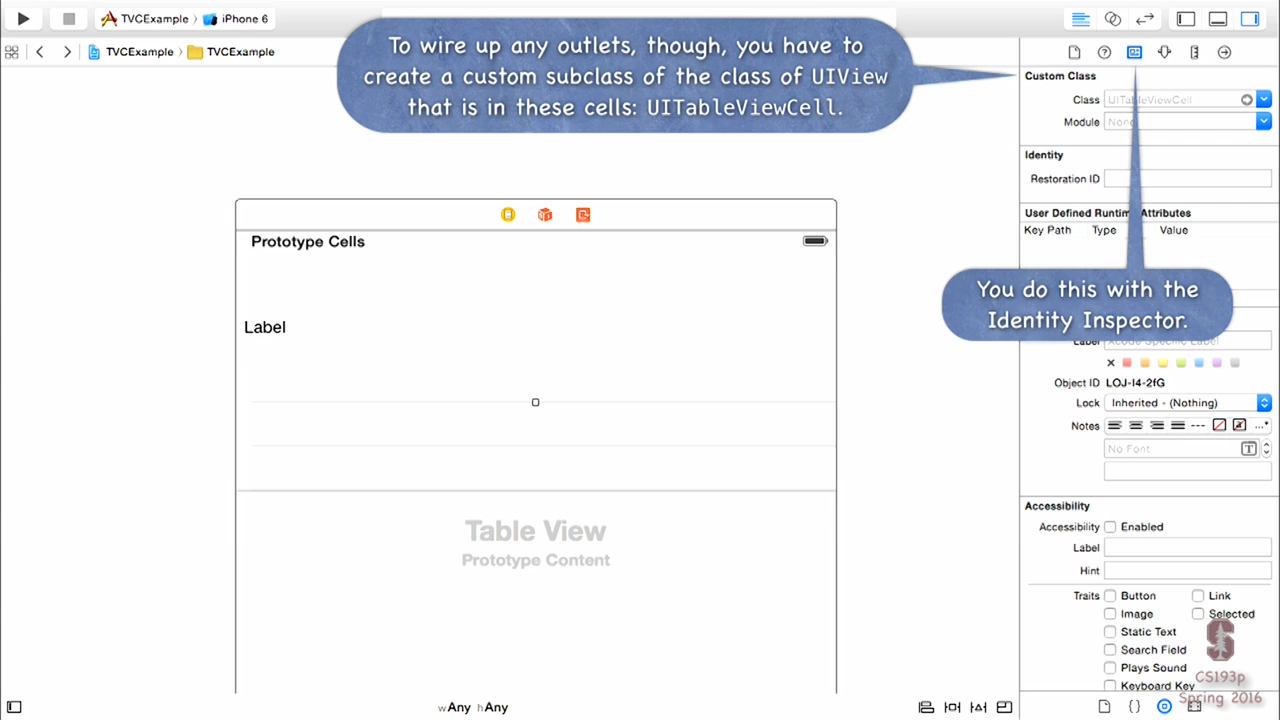 TVCExample
iPhone 6
TVCExample
TVCExample
To wire up any outlets, though, you have to
create a custom subclass of the class of UIView
that is in these cells: UITableViewCell.
Custom Class
Class UITableViewCell
Module None
Identity
Restoration ID
User Defined Runtime Attributes
Key Path Type Value
You do this with the
Identity Inspector.
Label Xcode Specific Label
Object ID LOJ-I4-2fG
Lock Inherited - (Nothing)
Notes
No Font
Accessibility
Accessibility Enabled
Label
Hint
Traits Button Link
Image Selected
Static Text
Search Field
Plays Sound
Keyboard Key
Prototype Cells
Label
Table View
Prototype Content
wAny hAny
CS193p
Spring 2016